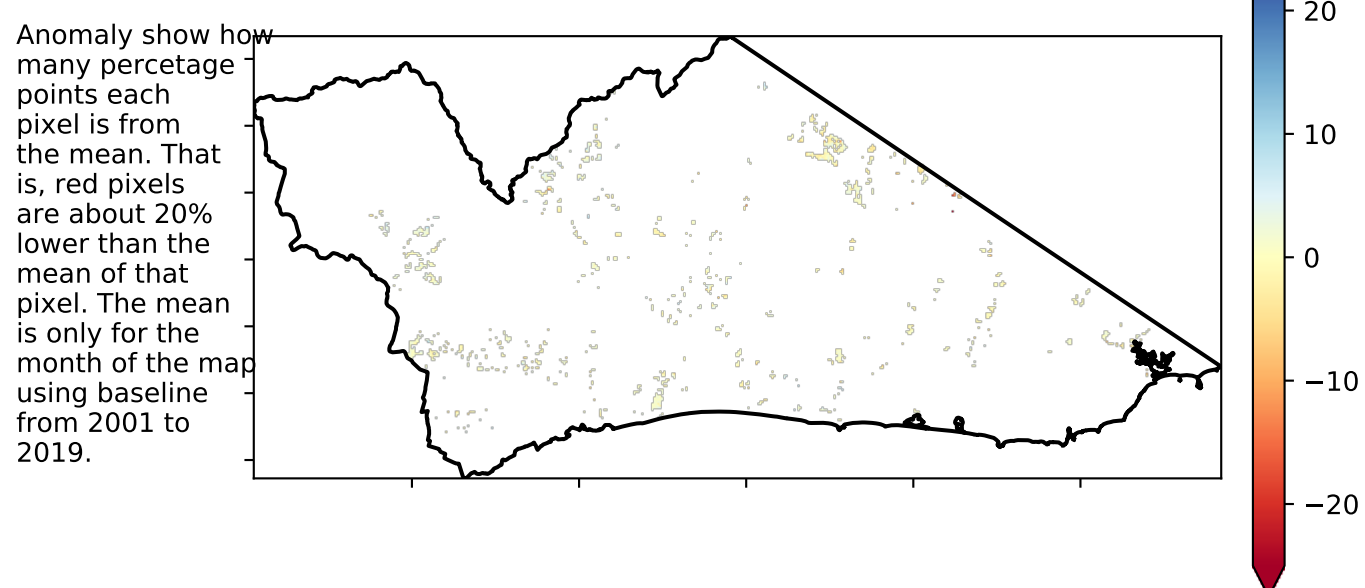 Anomaly show how
many percetage
points each
pixel is from
the mean. That
is, red pixels
are about 20%
lower than the
mean of that
pixel. The mean
is only for the
month of the map
using baseline
from 2001 to
2019.
20
10
0
−10
−20